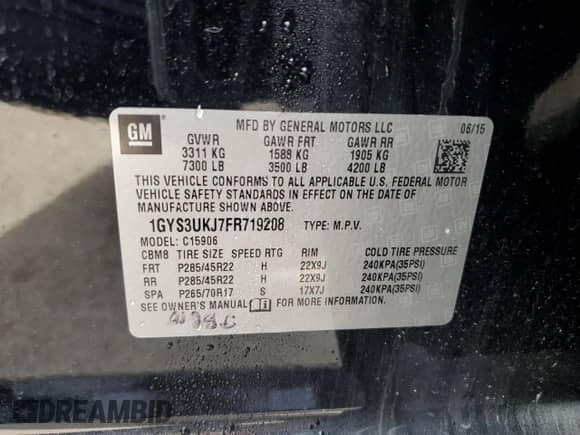 GM
MFD BY GENERAL MOTORS LLC 06/15
GVWR GAWR FRT GAWR RR
3311 KG 1588 KG 1905 KG
7300 LB 3500 LB 4200 LB
THIS VEHICLE CONFORMS TO ALL APPLICABLE U.S. FEDERAL MOTOR
VEHICLE SAFETY STANDARDS IN EFFECT ON THE DATE OF
MANUFACTURE SHOWN ABOVE.
1GYS3UKJ7FR719208 TYPE: M.P.V.
MODEL: C15906
CBM8 TIRE SIZE SPEED RTG RIM COLD TIRE PRESSURE
FRT P285/45R22 H 22X9J 240KPA(35PSI)
RR P285/45R22 H 22X9J 240KPA(35PSI)
SPA P265/70R17 S 17X7J 240KPA(35PSI)
SEE OWNER'S MANUAL FOR MORE INFORMATION.
DREAMBID